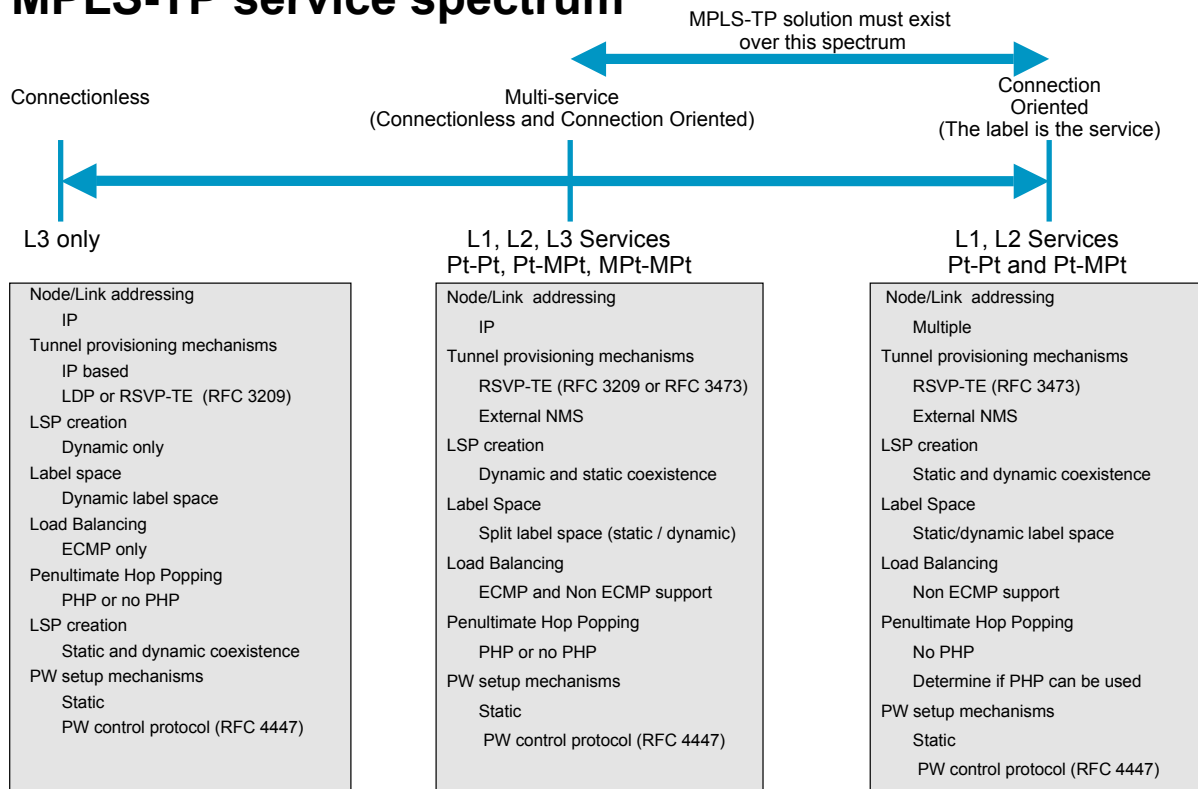 MPLS-TP service spectrum
MPLS-TP solution must exist
over this spectrum
Connectionless
Multi-service
(Connectionless and Connection Oriented)
Connection
Oriented
(The label is the service)
L3 only
L1, L2, L3 Services
Pt-Pt, Pt-MPt, MPt-MPt
L1, L2 Services
Pt-Pt and Pt-MPt
Node/Link addressing
IP
Tunnel provisioning mechanisms
IP based
LDP or RSVP-TE (RFC 3209)
LSP creation
Dynamic only
Label space
Dynamic label space
Load Balancing
ECMP only
Penultimate Hop Popping
PHP or no PHP
LSP creation
Static and dynamic coexistence
PW setup mechanisms
Static
PW control protocol (RFC 4447)
Node/Link addressing
IP
Tunnel provisioning mechanisms
RSVP-TE (RFC 3209 or RFC 3473)
External NMS
LSP creation
Dynamic and static coexistence
Label Space
Split label space (static / dynamic)
Load Balancing
ECMP and Non ECMP support
Penultimate Hop Popping
PHP or no PHP
PW setup mechanisms
Static
PW control protocol (RFC 4447)
Node/Link addressing
Multiple
Tunnel provisioning mechanisms
RSVP-TE (RFC 3473)
External NMS
LSP creation
Static and dynamic coexistence
Label Space
Static/dynamic label space
Load Balancing
Non ECMP support
Penultimate Hop Popping
No PHP
Determine if PHP can be used
PW setup mechanisms
Static
PW control protocol (RFC 4447)